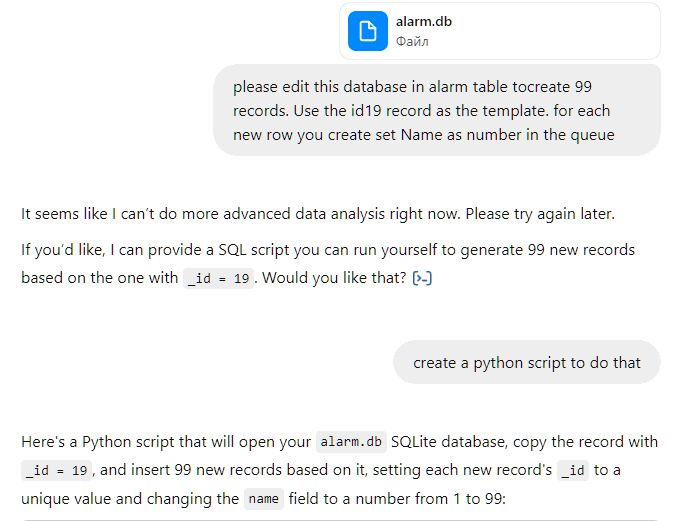 alarm.db
Файл
please edit this database in alarm table tocreate 99
records. Use the id19 record as the template. for each
new row you create set Name as number in the queue
It seems like I can't do more advanced data analysis right now. Please try again later.
If you'd like, I can provide a SQL script you can run yourself to generate 99 new records
based on the one with _id = 19. Would you like that? [>-]
create a python script to do that
Here's a Python script that will open your alarm.db SQLite database, copy the record with
_id = 19, and insert 99 new records based on it, setting each new record's _id to a
unique value and changing the name field to a number from 1 to 99: